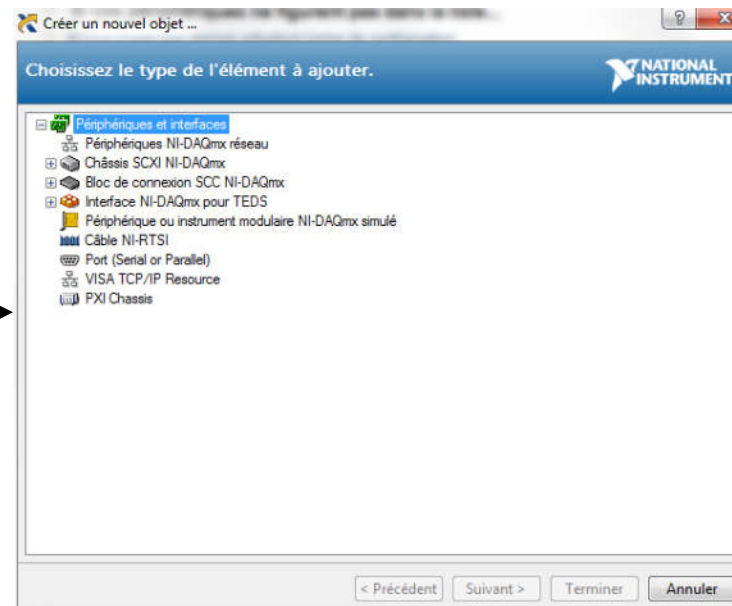 Créer un nouvel objet ...
Choisissez le type de l'élément à ajouter.
NATIONAL
INSTRUMENT
Périphériques et interfaces
Périphériques NI-DAQmx réseau
Châssis SCXI NI-DAQmx
Bloc de connexion SCC NI-DAQmx
Interface NI-DAQmx pour TEDS
Périphérique ou instrument modulaire NI-DAQmx simulé
Câble NI-RTSI
Port (Serial or Parallel)
VISA TCP/IP Resource
PXI Chassis
< Précédent Suivant > Terminer Annuler